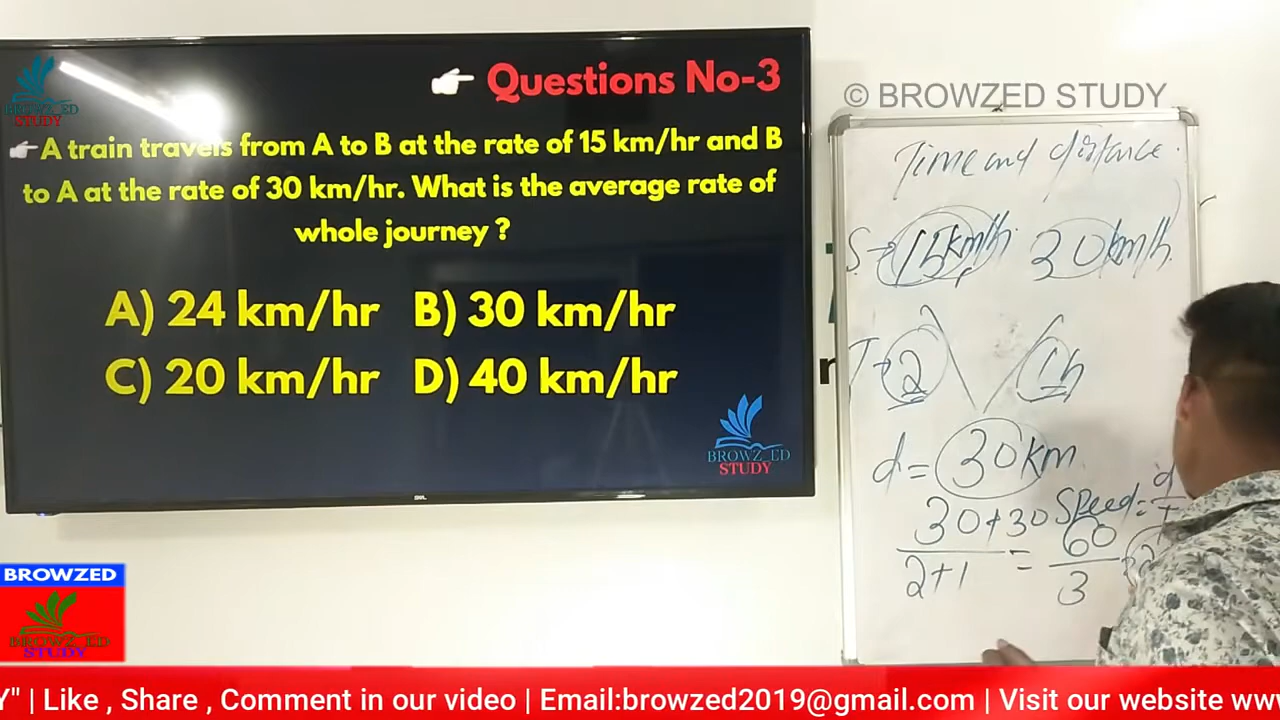 Questions No-3
A train travels from A to B at the rate of 15 km/hr and B
to A at the rate of 30 km/hr. What is the average rate of
whole journey ?
A) 24 km/hr B) 30 km/hr
C) 20 km/hr D) 40 km/hr
BROWZ_ED
STUDY
BROWZ_ED
STUDY
© BROWZED STUDY
Time and distance.
S→ 15km/h. 30km/h.
T→ 2 1h
d= 30km
30+30 Speed= d
2+1 = 60
3
BROWZED
BROWZ_ED
STUDY
Y" | Like , Share , Comment in our video | Email:browzed2019@gmail.com | Visit our website ww